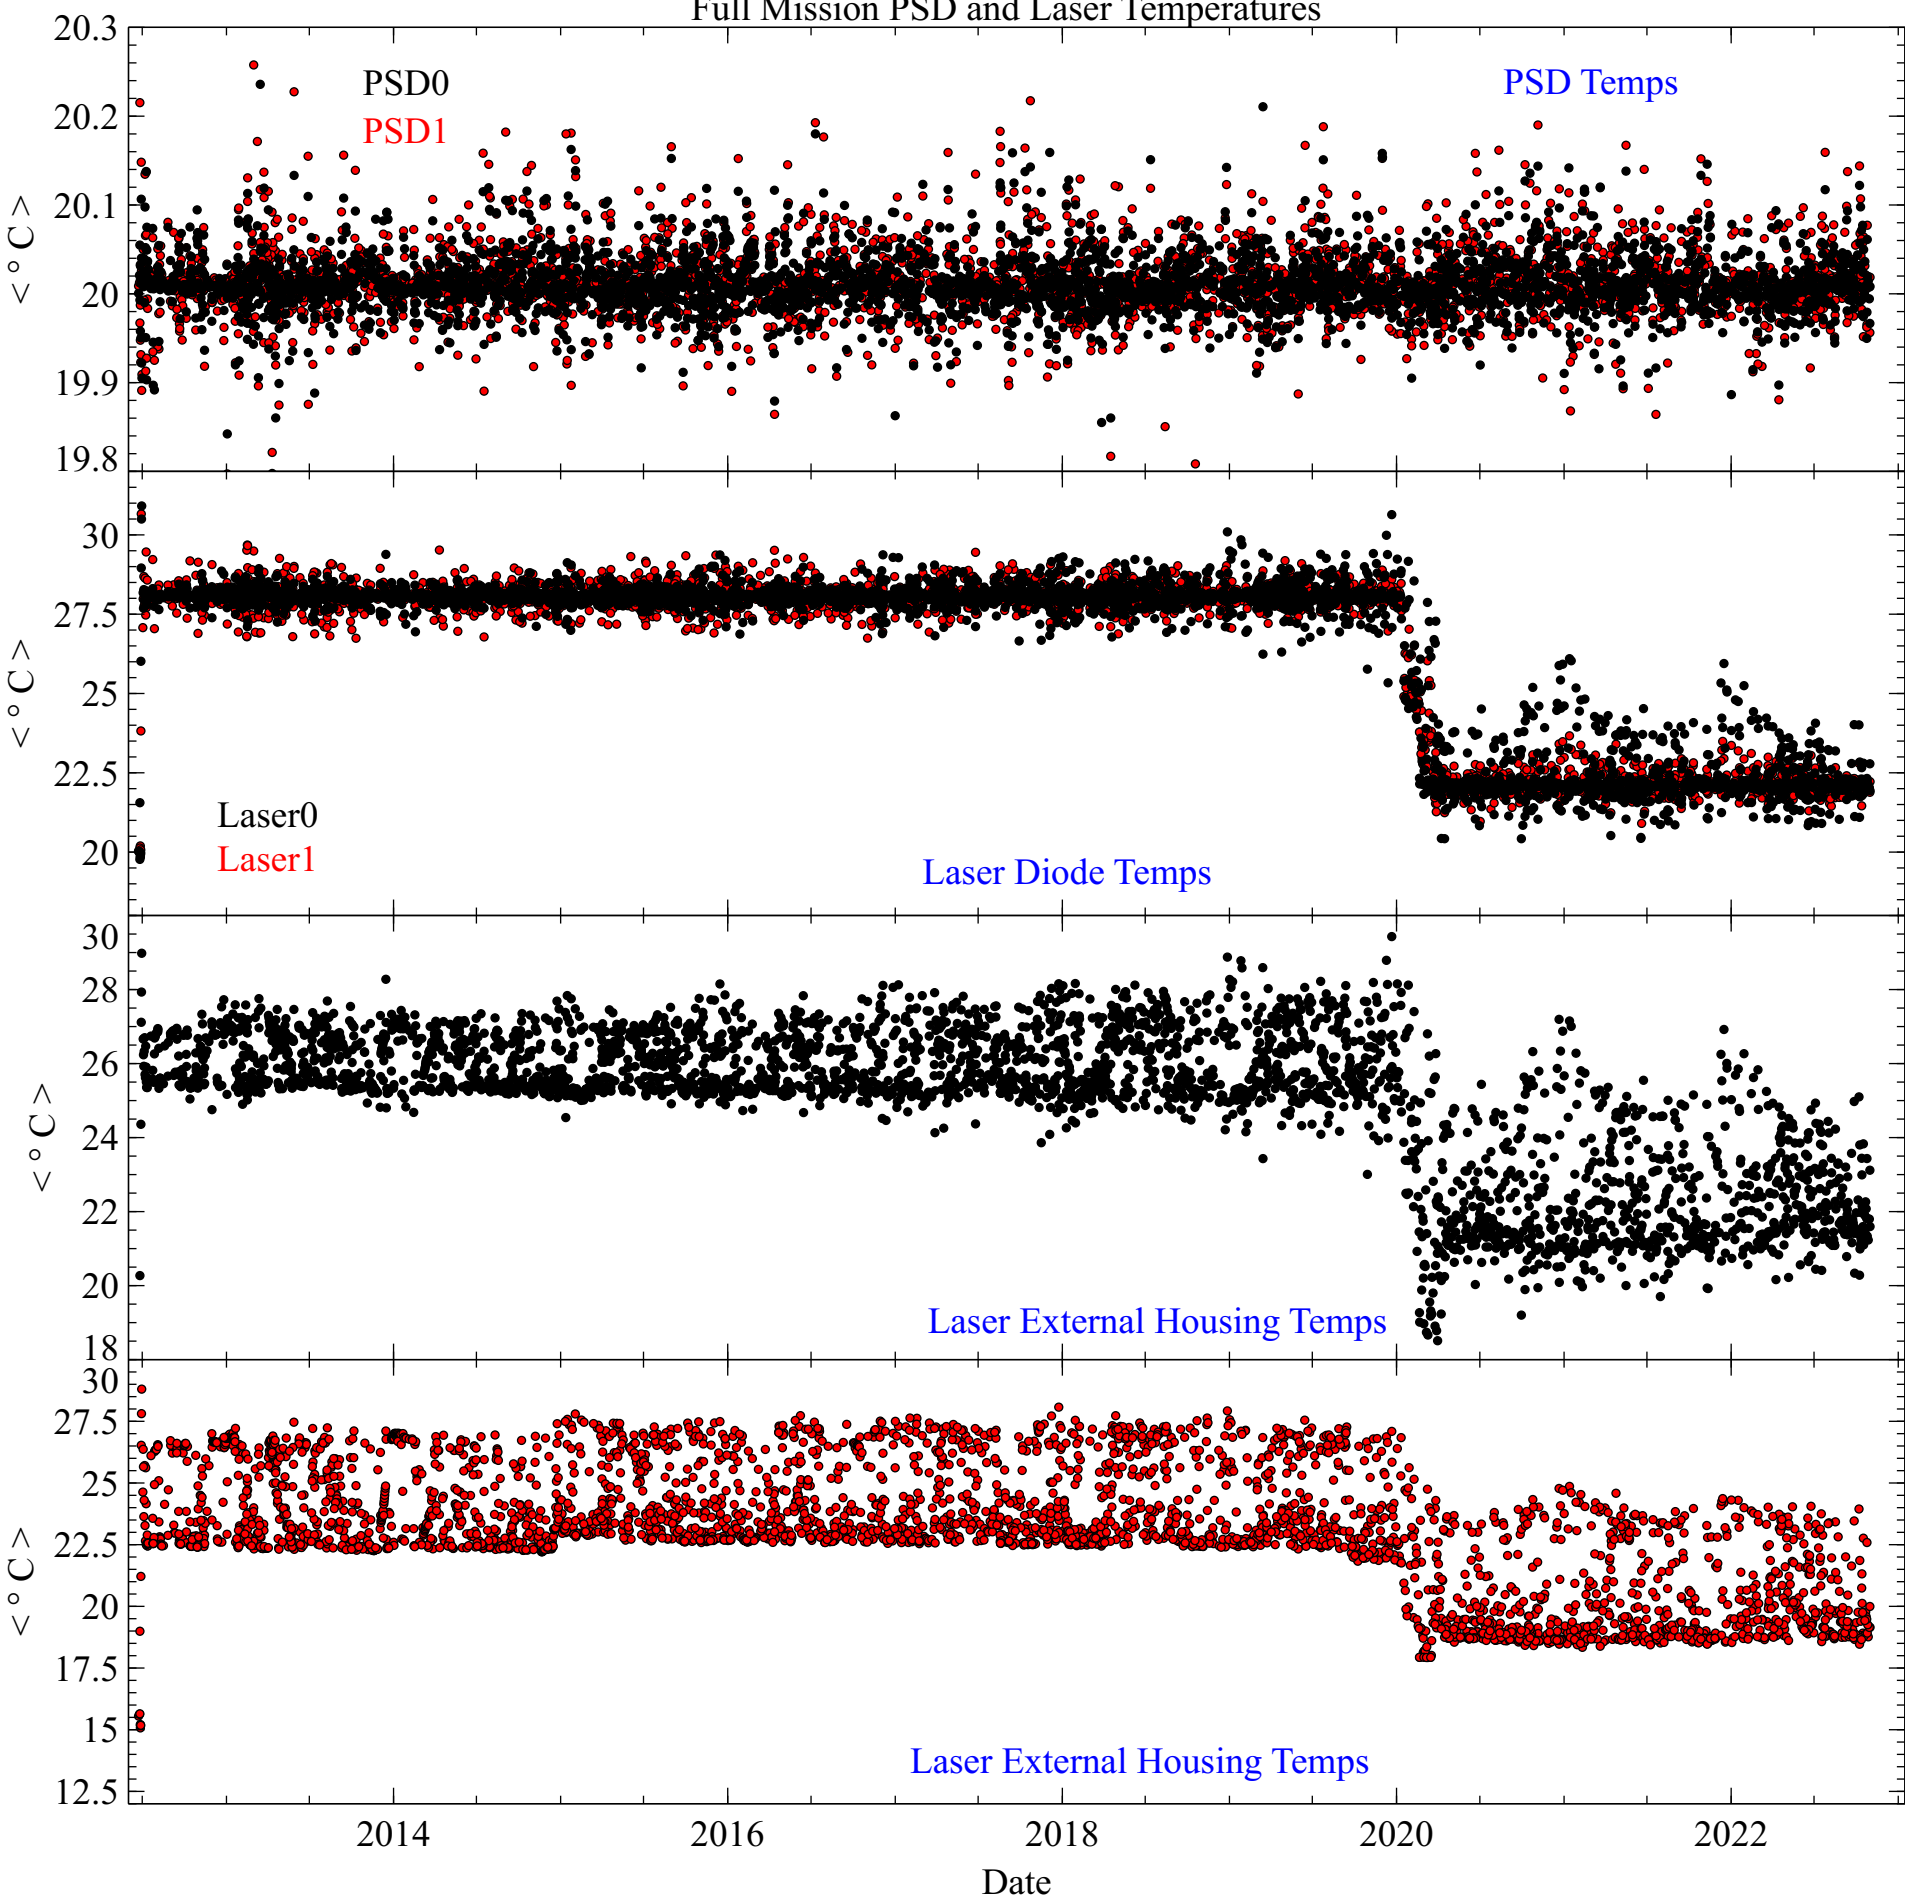 Full Mission PSD and Laser Temperatures
20.3
20.2
20.1
20
19.9
19.8
<°C>
PSD0
PSD1
PSD Temps
30
27.5
25
22.5
20
<°C>
Laser0
Laser1
Laser Diode Temps
30
28
26
24
22
20
18
<°C>
Laser External Housing Temps
30
27.5
25
22.5
20
17.5
15
12.5
<°C>
Laser External Housing Temps
2014 2016 2018 2020 2022
Date